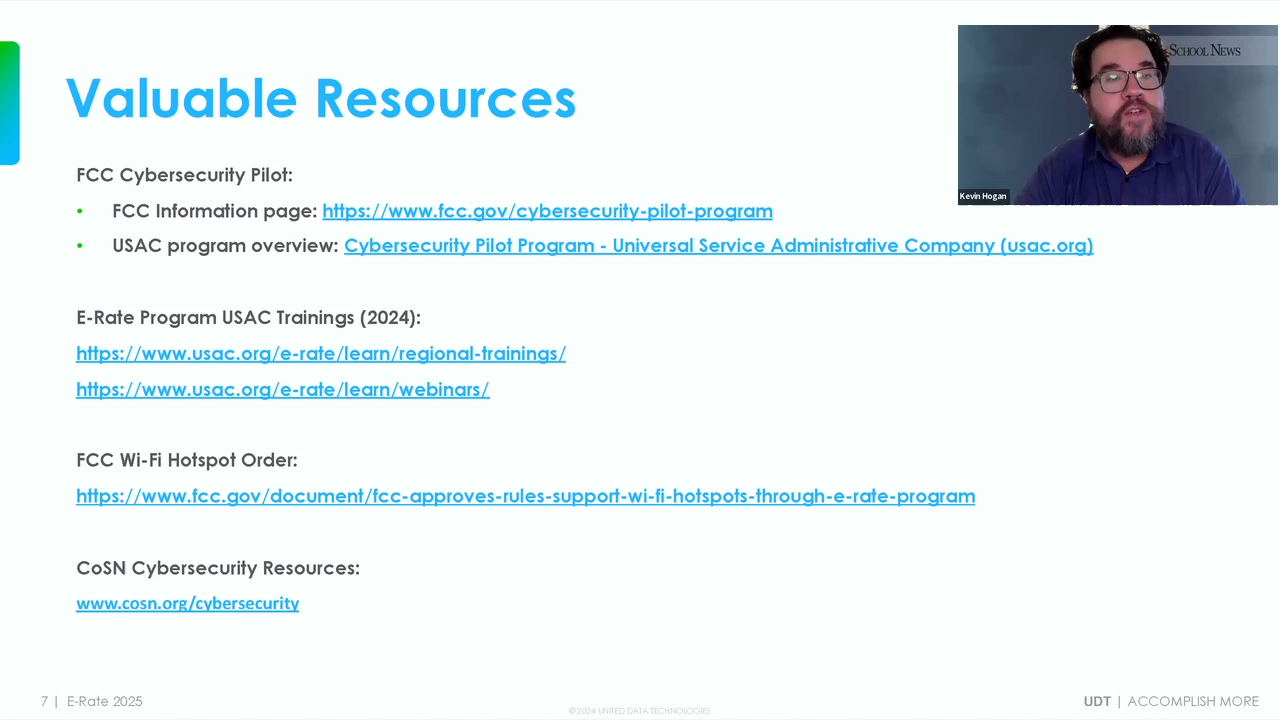 Valuable Resources
SCHOOL NEWS
Kevin Hogan
FCC Cybersecurity Pilot:
• FCC Information page: https://www.fcc.gov/cybersecurity-pilot-program
• USAC program overview: Cybersecurity Pilot Program - Universal Service Administrative Company (usac.org)
E-Rate Program USAC Trainings (2024):
https://www.usac.org/e-rate/learn/regional-trainings/
https://www.usac.org/e-rate/learn/webinars/
FCC Wi-Fi Hotspot Order:
https://www.fcc.gov/document/fcc-approves-rules-support-wi-fi-hotspots-through-e-rate-program
CoSN Cybersecurity Resources:
www.cosn.org/cybersecurity
7 | E-Rate 2025
© 2024 UNITED DATA TECHNOLOGIES
UDT | ACCOMPLISH MORE